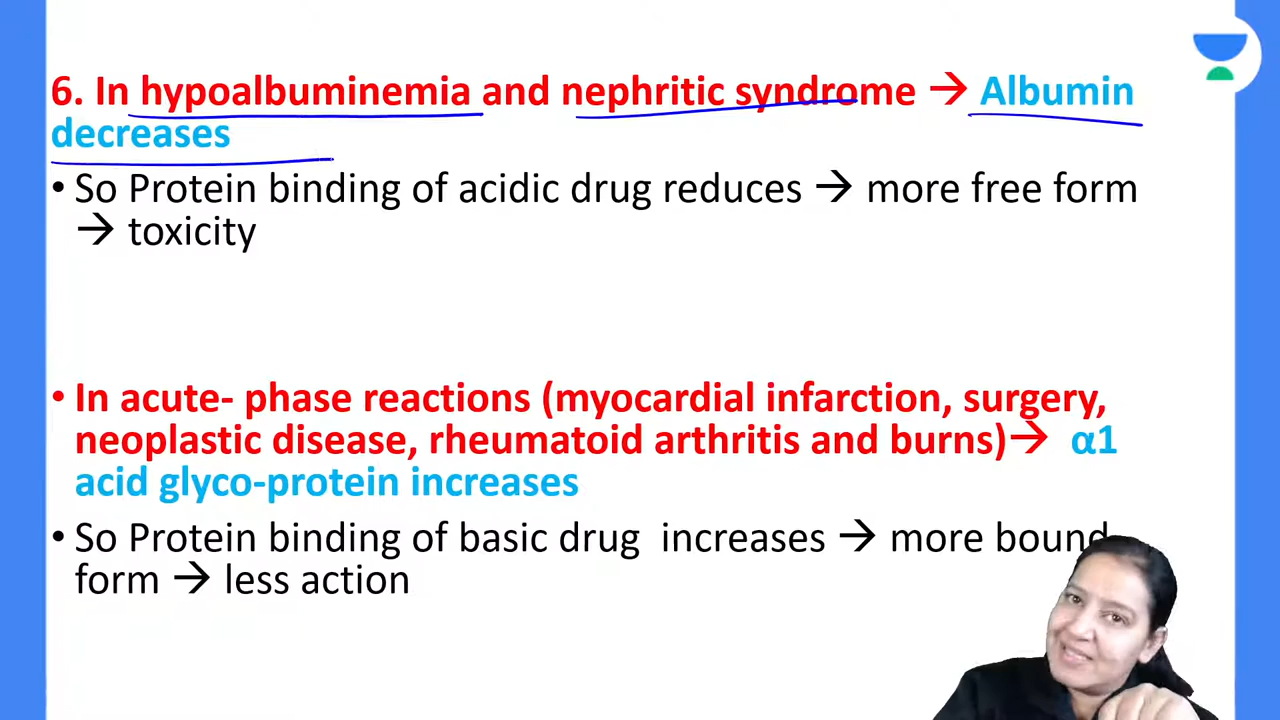 6. In hypoalbuminemia and nephritic syndrome → Albumin
decreases
• So Protein binding of acidic drug reduces → more free form
→ toxicity
• In acute- phase reactions (myocardial infarction, surgery,
neoplastic disease, rheumatoid arthritis and burns)→ α1
acid glyco-protein increases
• So Protein binding of basic drug increases → more bound
form → less action